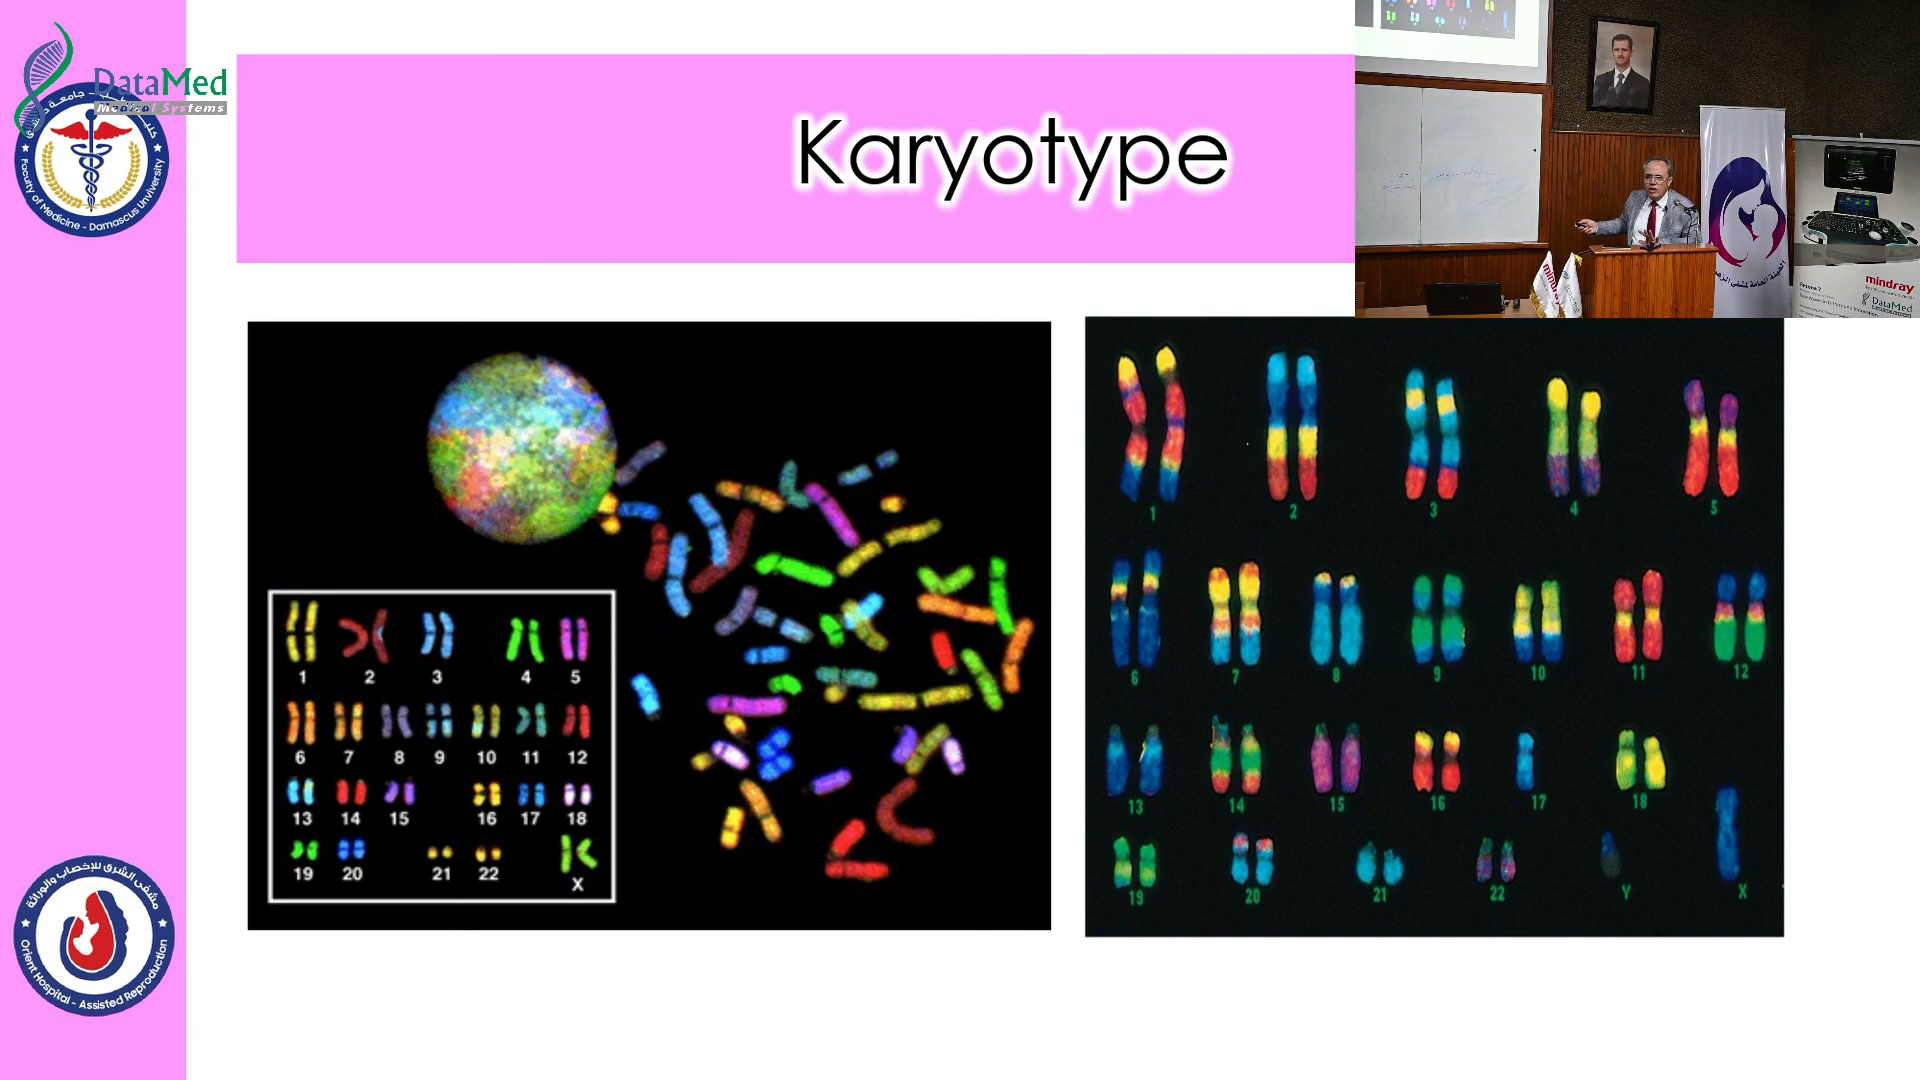 DataMed
Medical Systems
Faculty of Medicine - Damascus University
Karyotype
1 2 3 4 5
6 7 8 9 10 11 12
13 14 15 16 17 18
19 20 21 22 X
1 2 3 4 5
6 7 8 9 10 11 12
13 14 15 16 17 18
19 20 21 22 Y X
mindray
DataMed
mindray
مشفى الشرق للإخصاب والوراثة
Orient Hospital - Assisted Reproduction